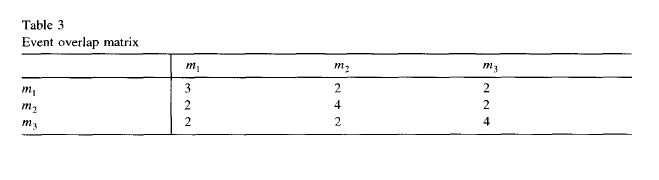 Table 3
Event overlap matrix
m₁ m₂ m₃
m₁ 3 2 2
m₂ 2 4 2
m₃ 2 2 4